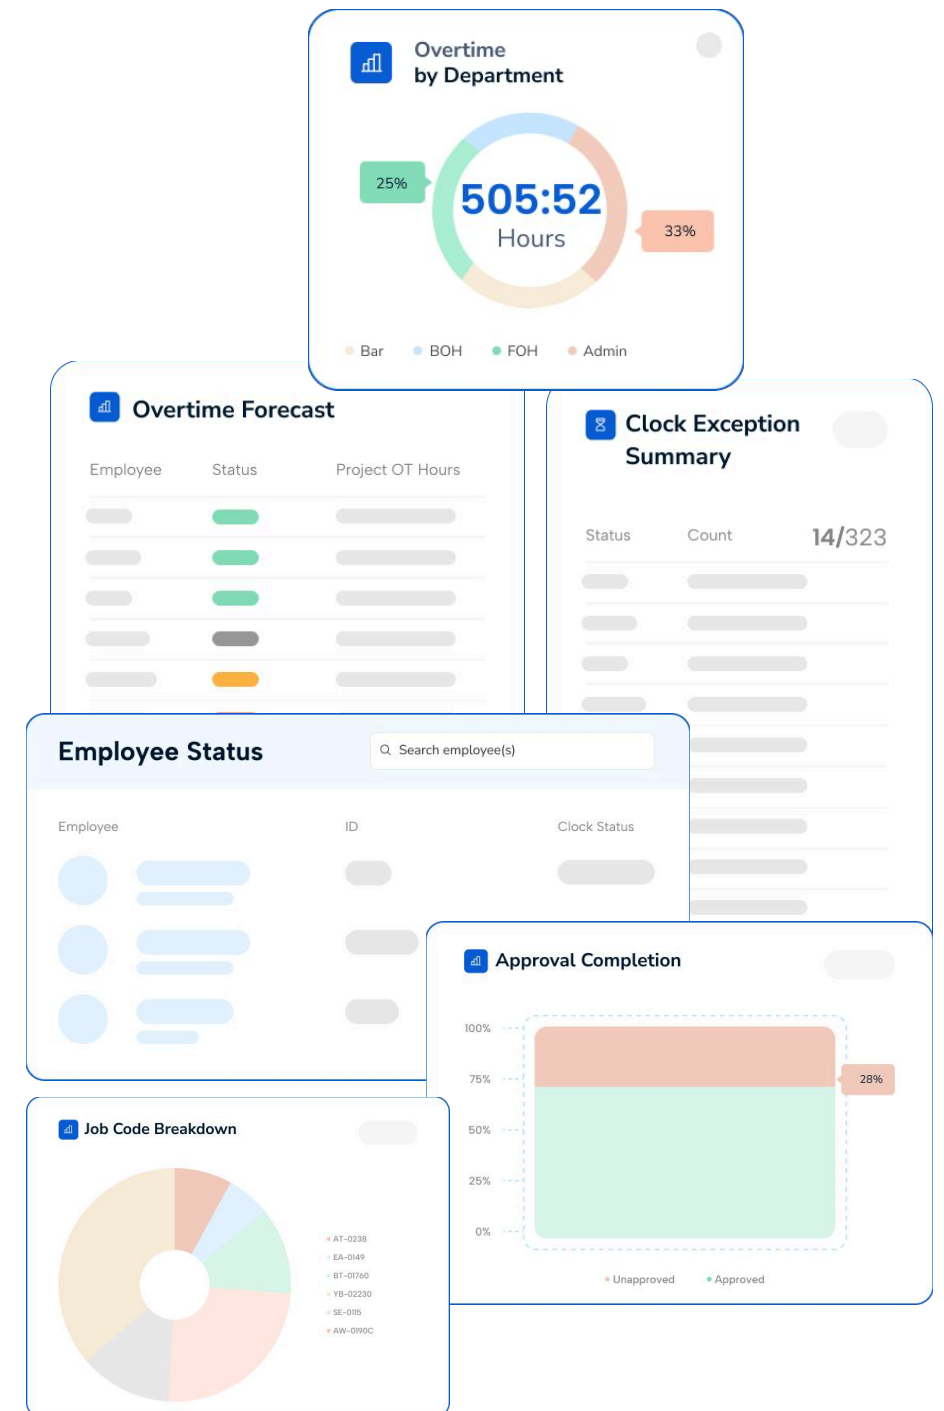 Overtime
by Department
25%
505:52
Hours
33%
Bar
BOH
FOH
Admin
Overtime Forecast
Employee
Status
Project OT Hours
Clock Exception
Summary
Status
Count
14/323
Employee Status
Search employee(s)
Employee
ID
Clock Status
Approval Completion
100%
75%
50%
25%
0%
28%
Unapproved
Approved
Job Code Breakdown
AT-0238
EA-0149
BT-01760
YB-02230
SE-0115
AW-0190C